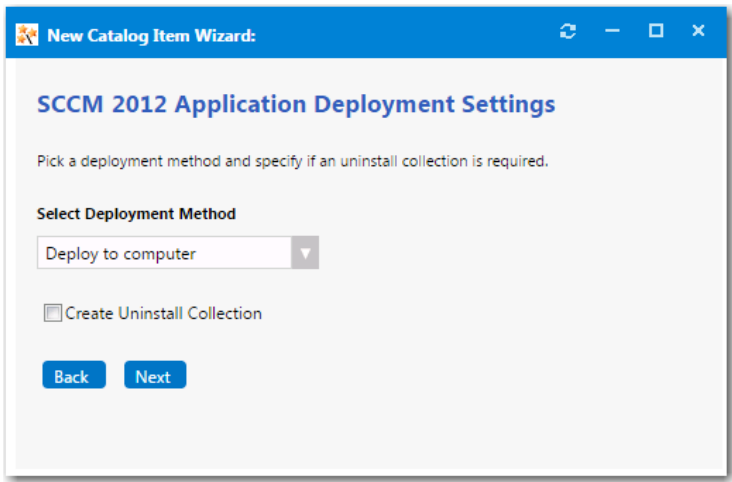 New Catalog Item Wizard:
SCCM 2012 Application Deployment Settings
Pick a deployment method and specify if an uninstall collection is required.
Select Deployment Method
Deploy to computer
Create Uninstall Collection
Back Next